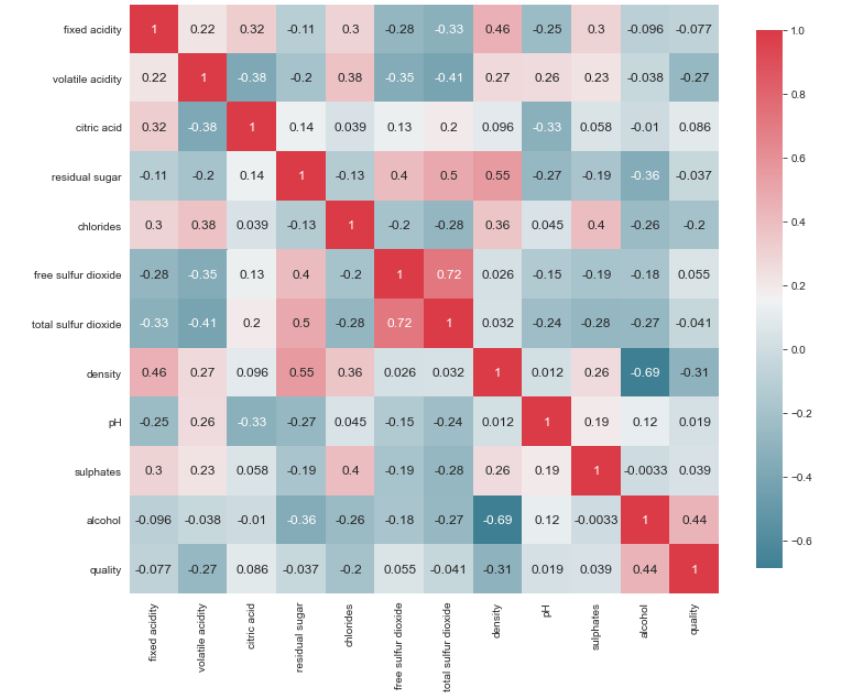 fixed acidity 1 0.22 0.32 -0.11 0.3 -0.28 -0.33 0.46 -0.25 0.3 -0.096 -0.077
volatile acidity 0.22 1 -0.38 -0.2 0.38 -0.35 -0.41 0.27 0.26 0.23 -0.038 -0.27
citric acid 0.32 -0.38 1 0.14 0.039 0.13 0.2 0.096 -0.33 0.058 -0.01 0.086
residual sugar -0.11 -0.2 0.14 1 -0.13 0.4 0.5 0.55 -0.27 -0.19 -0.36 -0.037
chlorides 0.3 0.38 0.039 -0.13 1 -0.2 -0.28 0.36 0.045 0.4 -0.26 -0.2
free sulfur dioxide -0.28 -0.35 0.13 0.4 -0.2 1 0.72 0.026 -0.15 -0.19 -0.18 0.055
total sulfur dioxide -0.33 -0.41 0.2 0.5 -0.28 0.72 1 0.032 -0.24 -0.28 -0.27 -0.041
density 0.46 0.27 0.096 0.55 0.36 0.026 0.032 1 0.012 0.26 -0.69 -0.31
pH -0.25 0.26 -0.33 -0.27 0.045 -0.15 -0.24 0.012 1 0.19 0.12 0.019
sulphates 0.3 0.23 0.058 -0.19 0.4 -0.19 -0.28 0.26 0.19 1 -0.0033 0.039
alcohol -0.096 -0.038 -0.01 -0.36 -0.26 -0.18 -0.27 -0.69 0.12 -0.0033 1 0.44
quality -0.077 -0.27 0.086 -0.037 -0.2 0.055 -0.041 -0.31 0.019 0.039 0.44 1
fixed acidity
volatile acidity
citric acid
residual sugar
chlorides
free sulfur dioxide
total sulfur dioxide
density
pH
sulphates
alcohol
quality
1.0
0.8
0.6
0.4
0.2
0.0
−0.2
−0.4
−0.6